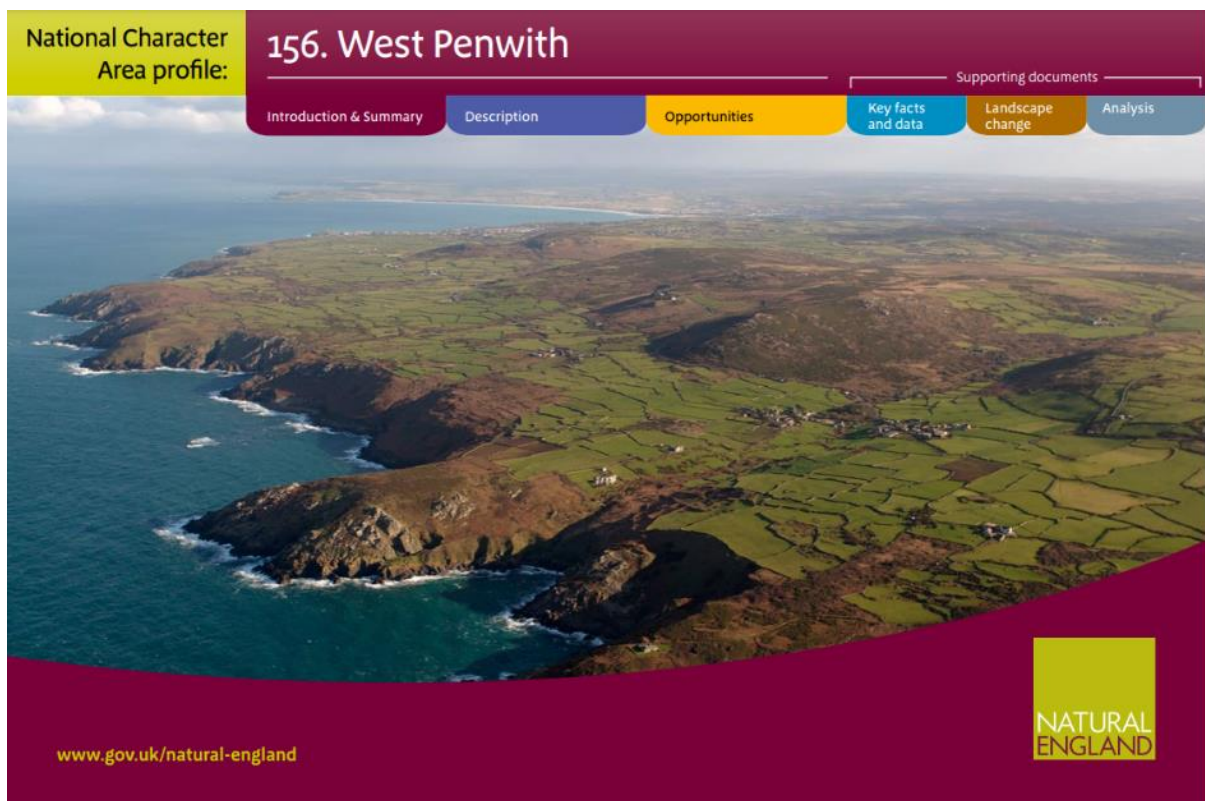 National Character
Area profile:
156. West Penwith
Supporting documents
Introduction & Summary
Description
Opportunities
Key facts
and data
Landscape
change
Analysis
NATURAL
ENGLAND
www.gov.uk/natural-england